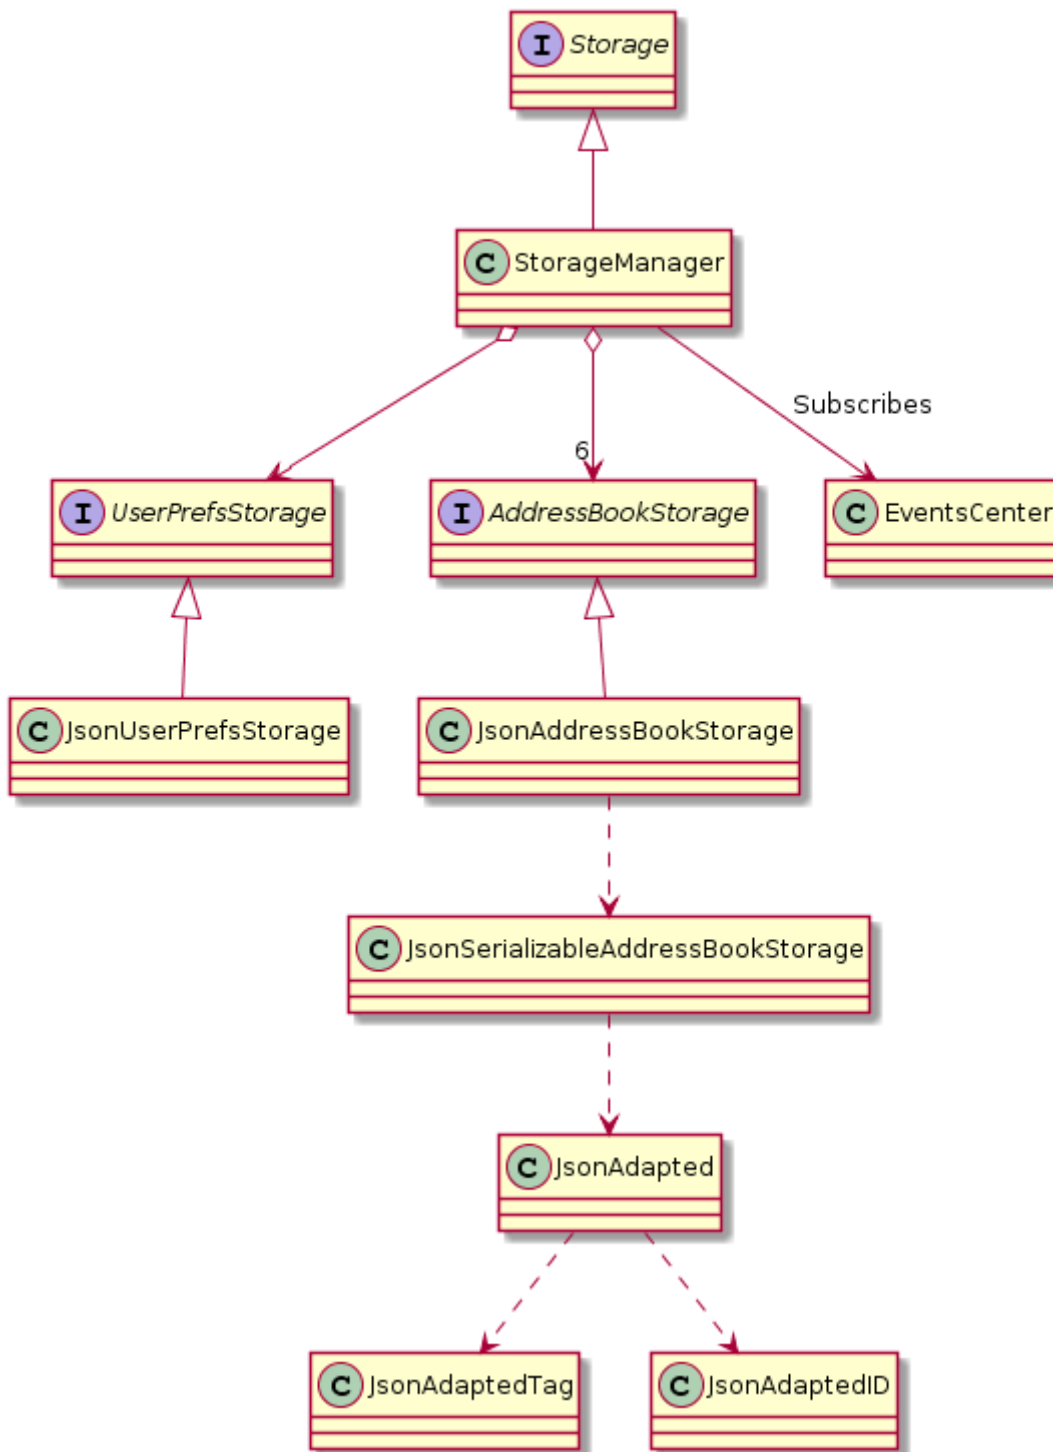 I Storage
C StorageManager
Subscribes
6
I UserPrefsStorage
I AddressBookStorage
C EventsCenter
C JsonUserPrefsStorage
C JsonAddressBookStorage
C JsonSerializableAddressBookStorage
C JsonAdapted
C JsonAdaptedTag
C JsonAdaptedID